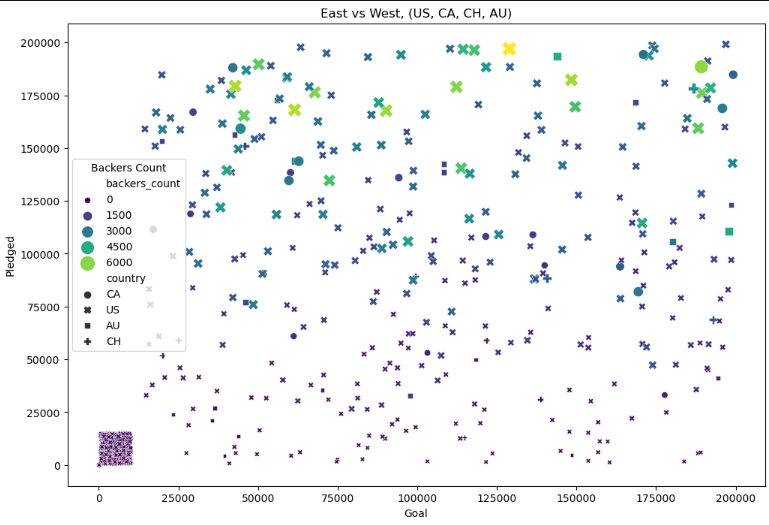 East vs West, (US, CA, CH, AU)
200000
175000
150000
125000
100000
75000
50000
25000
0
Pledged
Backers Count
backers_count
0
1500
3000
4500
6000
country
CA
US
AU
CH
0
25000
50000
75000
100000
125000
150000
175000
200000
Goal